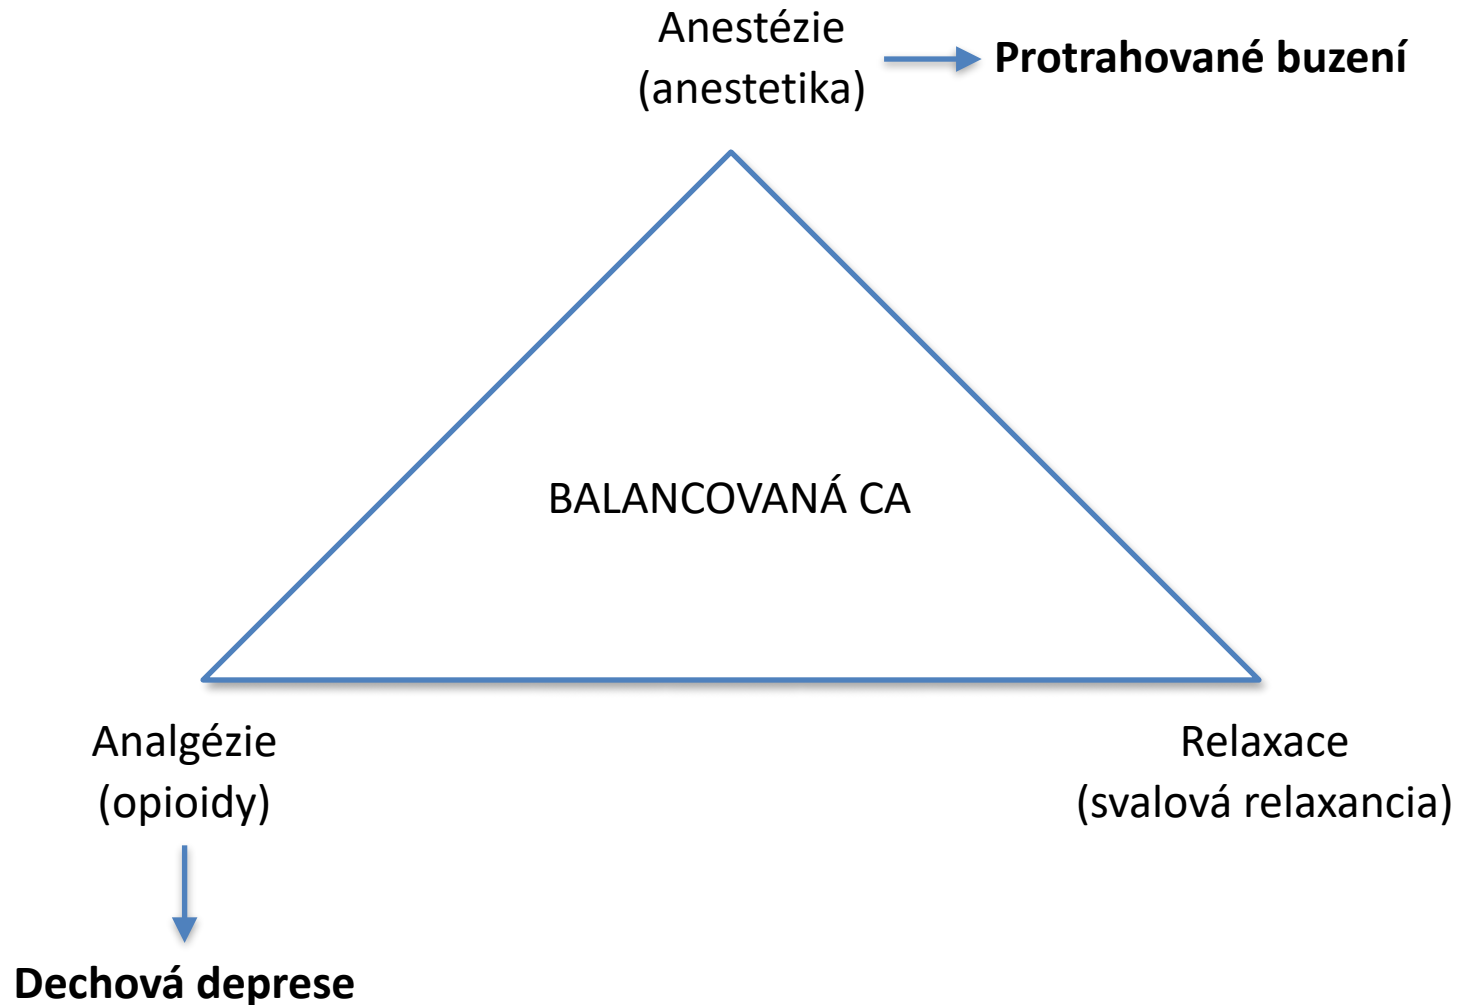 Anestézie
(anestetika)
Protrahované buzení
BALANCOVANÁ CA
Analgézie
(opioidy)
Relaxace
(svalová relaxancia)
Dechová deprese